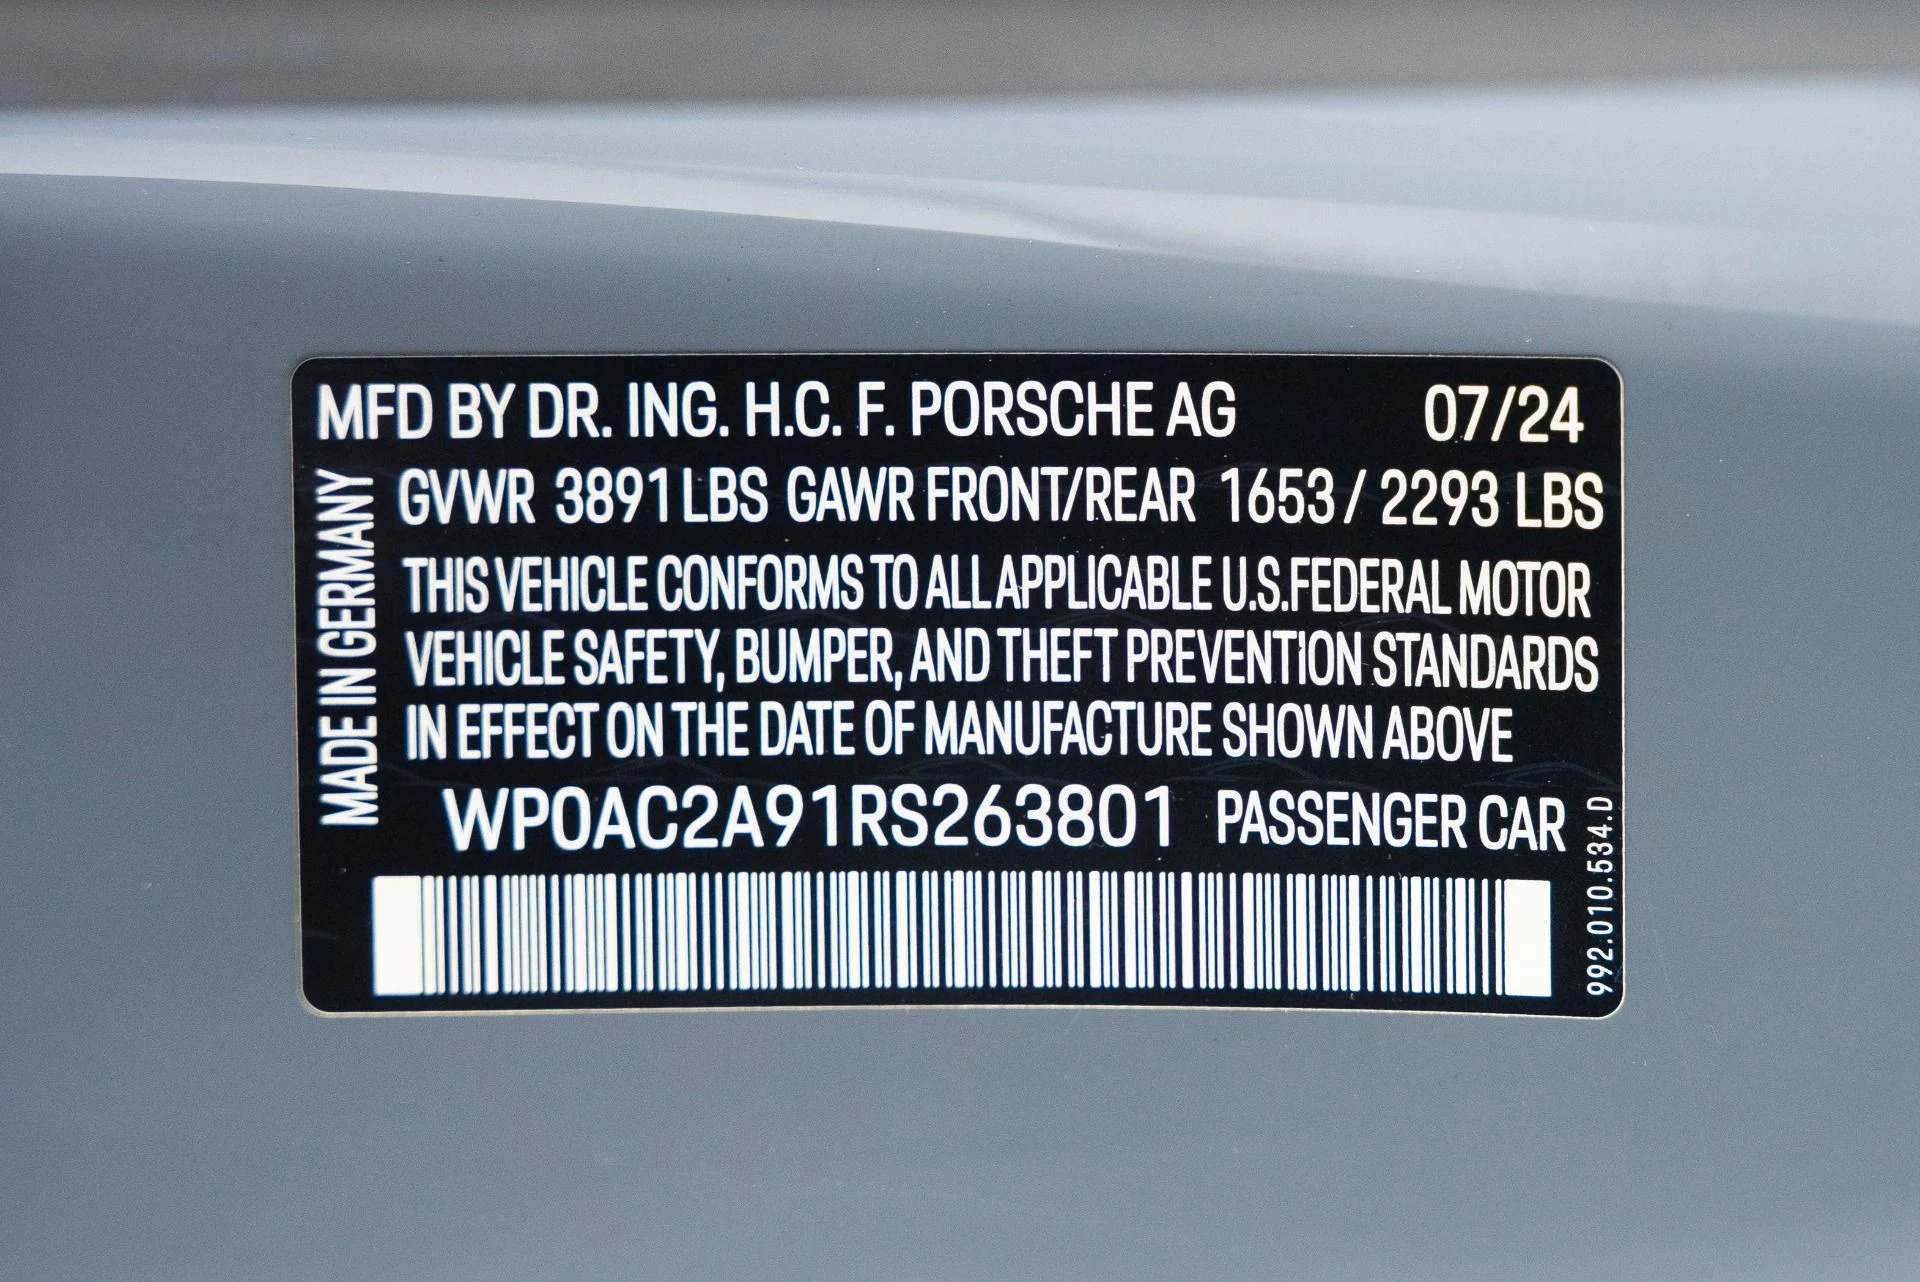 MFD BY DR. ING. H.C. F. PORSCHE AG 07/24
MADE IN GERMANY
GVWR 3891 LBS GAWR FRONT/REAR 1653 / 2293 LBS
THIS VEHICLE CONFORMS TO ALL APPLICABLE U.S.FEDERAL MOTOR
VEHICLE SAFETY, BUMPER, AND THEFT PREVENTION STANDARDS
IN EFFECT ON THE DATE OF MANUFACTURE SHOWN ABOVE
WP0AC2A91RS263801 PASSENGER CAR
992.010.534.D